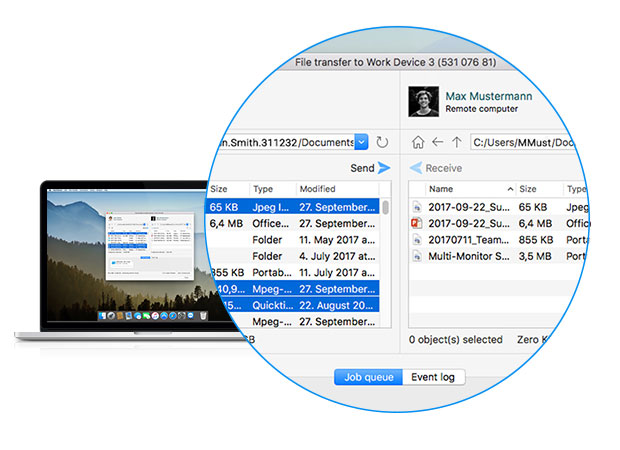 File transfer to Work Device 3 (531 076 81)
Max Mustermann
Remote computer
n.Smith.311232/Documents
C:/Users/MMust/Doc
Send
Receive
Size Type Modified
65 KB Jpeg I... 27. September...
6,4 MB Office... 27. September...
Folder 11. May 2017 a...
Folder 4. July 2017 at...
855 KB Portab... 11. July 2017 a...
40,9... Mpeg-... 27. September...
15... Quickti... 22. August 20...
Mpeg-... 27. September...
Name Size Type
2017-09-22_Su... 65 KB Jpeg
2017-09-22_Su... 6,4 MB Office
20170711_Team... 855 KB Porta
Multi-Monitor S... 3,5 MB Porta
0 object(s) selected Zero K
Job queue
Event log